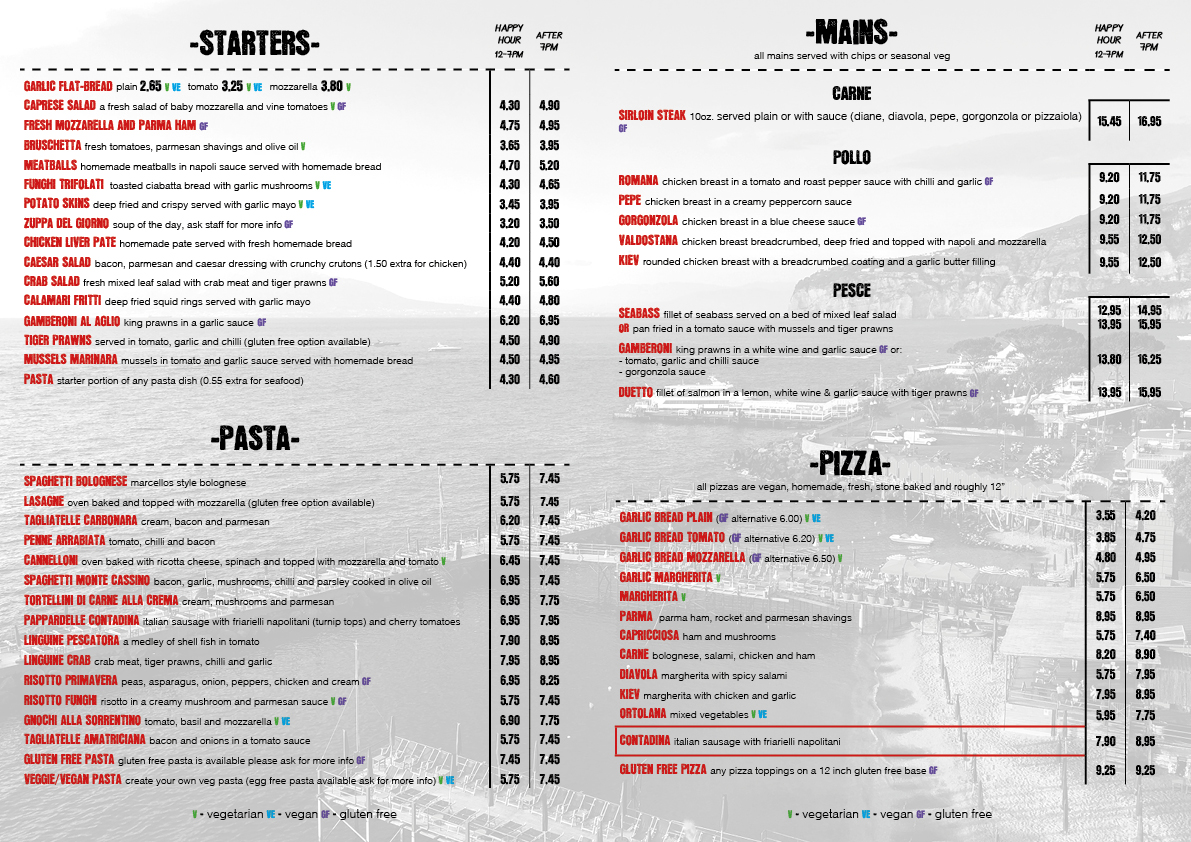 -STARTERS-
HAPPY HOUR 12-7PM
AFTER 7PM
GARLIC FLAT-BREAD plain 2,65 V VE tomato 3,25 V VE mozzarella 3,80 V
CAPRESE SALAD a fresh salad of baby mozzarella and vine tomatoes V GF 4,30 4,90
FRESH MOZZARELLA AND PARMA HAM GF 4,75 4,95
BRUSCHETTA fresh tomatoes, parmesan shavings and olive oil V 3,65 3,95
MEATBALLS homemade meatballs in napoli sauce served with homemade bread 4,70 5,20
FUNGHI TRIFOLATI toasted ciabatta bread with garlic mushrooms V VE 4,30 4,65
POTATO SKINS deep fried and crispy served with garlic mayo V VE 3,45 3,95
ZUPPA DEL GIORNO soup of the day, ask staff for more info GF 3,20 3,50
CHICKEN LIVER PATE homemade pate served with fresh homemade bread 4,20 4,50
CAESAR SALAD bacon, parmesan and caesar dressing with crunchy crutons (1.50 extra for chicken) 4,40 4,40
CRAB SALAD fresh mixed leaf salad with crab meat and tiger prawns GF 5,20 5,60
CALAMARI FRITTI deep fried squid rings served with garlic mayo 4,40 4,80
GAMBERONI AL AGLIO king prawns in a garlic sauce GF 6,20 6,95
TIGER PRAWNS served in tomato, garlic and chilli (gluten free option available) 4,50 4,90
MUSSELS MARINARA mussels in tomato and garlic sauce served with homemade bread 4,50 4,95
PASTA starter portion of any pasta dish (0.55 extra for seafood) 4,30 4,60
-PASTA-
SPAGHETTI BOLOGNESE marcellos style bolognese 5.75 7.45
LASAGNE oven baked and topped with mozzarella (gluten free option available) 5.75 7.45
TAGLIATELLE CARBONARA cream, bacon and parmesan 6,20 7.45
PENNE ARRABIATA tomato, chilli and bacon 5.75 7.45
CANNELLONI oven baked with ricotta cheese, spinach and topped with mozzarella and tomato V 6,45 7.45
SPAGHETTI MONTE CASSINO bacon, garlic, mushrooms, chilli and parsley cooked in olive oil 6,95 7.45
TORTELLINI DI CARNE ALLA CREMA cream, mushrooms and parmesan 6,95 7.75
PAPPARDELLE CONTADINA italian sausage with friarielli napolitani (turnip tops) and cherry tomatoes 6,95 7.95
LINGUINE PESCATORA a medley of shell fish in tomato 7.90 8.95
LINGUINE CRAB crab meat, tiger prawns, chilli and garlic 7.95 8.95
RISOTTO PRIMAVERA peas, asparagus, onion, peppers, chicken and cream GF 6.95 8.25
RISOTTO FUNGHI risotto in a creamy mushroom and parmesan sauce V GF 5.75 7.45
GNOCHI ALLA SORRENTINO tomato, basil and mozzarella V VE 6.90 7.75
TAGLIATELLE AMATRICIANA bacon and onions in a tomato sauce 5.75 7.45
GLUTEN FREE PASTA gluten free pasta is available please ask for more info GF 7.45 7.45
VEGGIE/VEGAN PASTA create your own veg pasta (egg free pasta available ask for more info) V VE 5.75 7.45
V - vegetarian VE - vegan GF - gluten free
-MAINS-
all mains served with chips or seasonal veg
HAPPY HOUR 12-7PM
AFTER 7PM
CARNE
SIRLOIN STEAK 10oz. served plain or with sauce (diane, diavola, pepe, gorgonzola or pizzaiola) 15.45 16.95
GF
POLLO
ROMANA chicken breast in a tomato and roast pepper sauce with chilli and garlic GF 9,20 11,75
PEPE chicken breast in a creamy peppercorn sauce 9,20 11,75
GORGONZOLA chicken breast in a blue cheese sauce GF 9,20 11,75
VALDOSTANA chicken breast breadcrumbed, deep fried and topped with napoli and mozzarella 9,55 12,50
KIEV rounded chicken breast with a breadcrumbed coating and a garlic butter filling 9,55 12,50
PESCE
SEABASS fillet of seabass served on a bed of mixed leaf salad 12,95 14,95
OR pan fried in a tomato sauce with mussels and tiger prawns 13,95 15,95
GAMBERONI king prawns in a white wine and garlic sauce GF or:
- tomato, garlic and chilli sauce 13.80 16,25
- gorgonzola sauce
DUETTO fillet of salmon in a lemon, white wine & garlic sauce with tiger prawns GF 13,95 15,95
-PIZZA-
all pizzas are vegan, homemade, fresh, stone baked and roughly 12"
GARLIC BREAD PLAIN (GF alternative 6.00) V VE 3.55 4,20
GARLIC BREAD TOMATO (GF alternative 6.20) V VE 3.85 4,75
GARLIC BREAD MOZZARELLA (GF alternative 6.50) V 4,80 4,95
GARLIC MARGHERITA V 5.75 6,50
MARGHERITA V 5.75 6,50
PARMA parma ham, rocket and parmesan shavings 8,95 8,95
CAPRICCIOSA ham and mushrooms 5.75 7,40
CARNE bolognese, salami, chicken and ham 8,20 8,90
DIAVOLA margherita with spicy salami 5.75 7.95
KIEV margherita with chicken and garlic 7.95 8.95
ORTOLANA mixed vegetables V VE 5.95 7.75
CONTADINA italian sausage with friarielli napolitani 7.90 8,95
GLUTEN FREE PIZZA any pizza toppings on a 12 inch gluten free base GF 9.25 9.25
V - vegetarian VE - vegan GF - gluten free